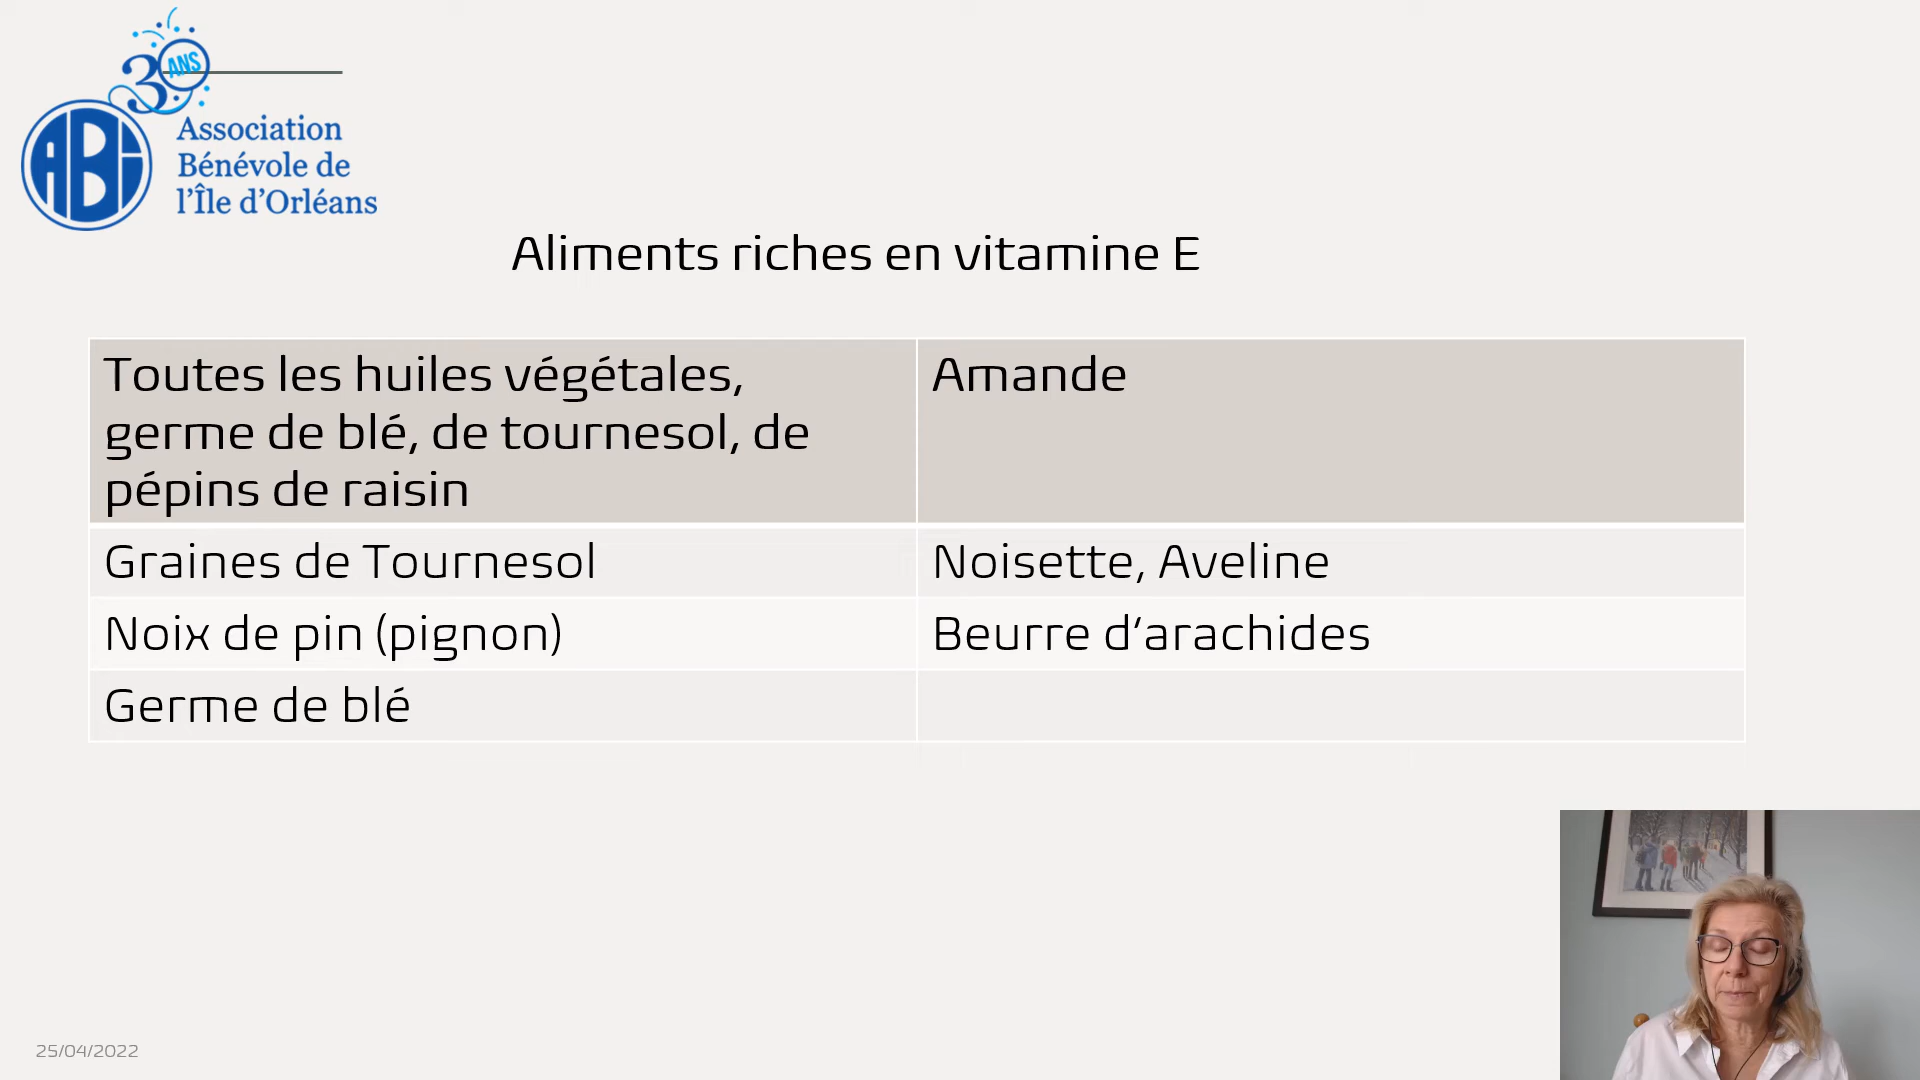 30 ANS
ABI
Association
Bénévole de
l’Île d’Orléans
Aliments riches en vitamine E
Toutes les huiles végétales,
germe de blé, de tournesol, de
pépins de raisin
Amande
Graines de Tournesol
Noisette, Aveline
Noix de pin (pignon)
Beurre d’arachides
Germe de blé
25/04/2022